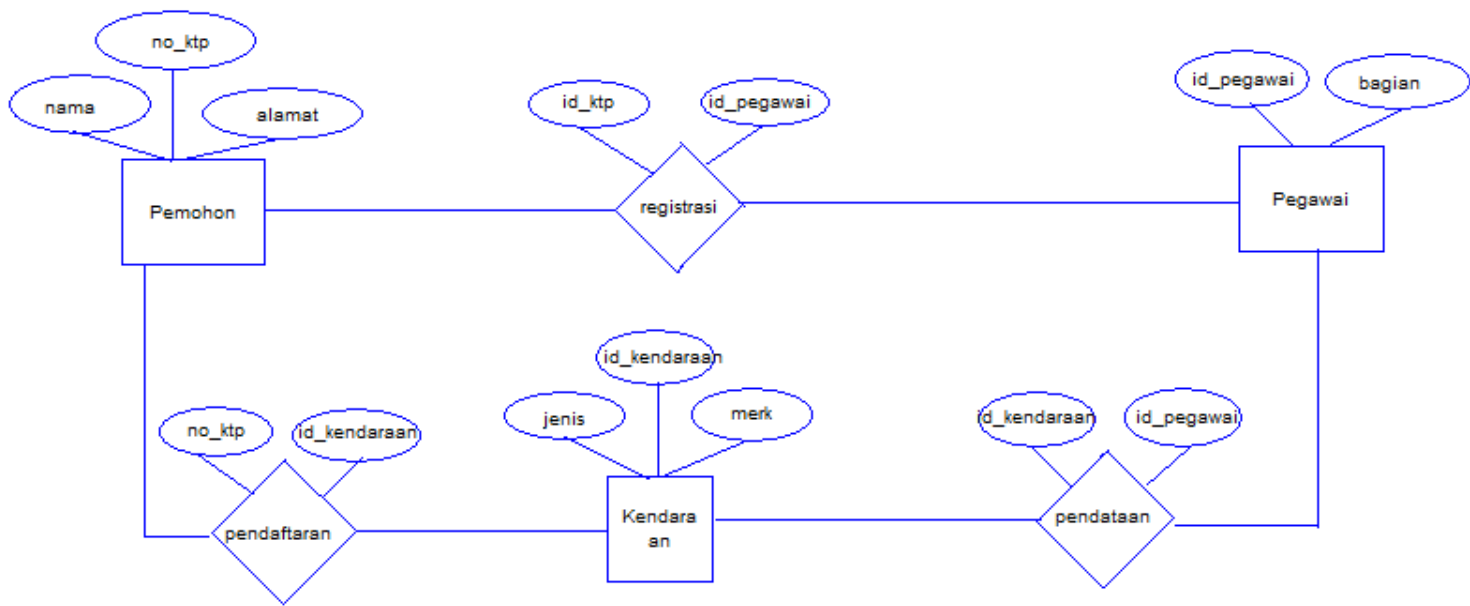 no_ktp
nama
alamat
id_ktp
id_pegawai
id_pegawai
bagian
Pemohon
registrasi
Pegawai
id_kendaraan
jenis
merk
no_ktp
id_kendaraan
id_kendaraan
id_pegawai
pendaftaran
Kendara
an
pendataan